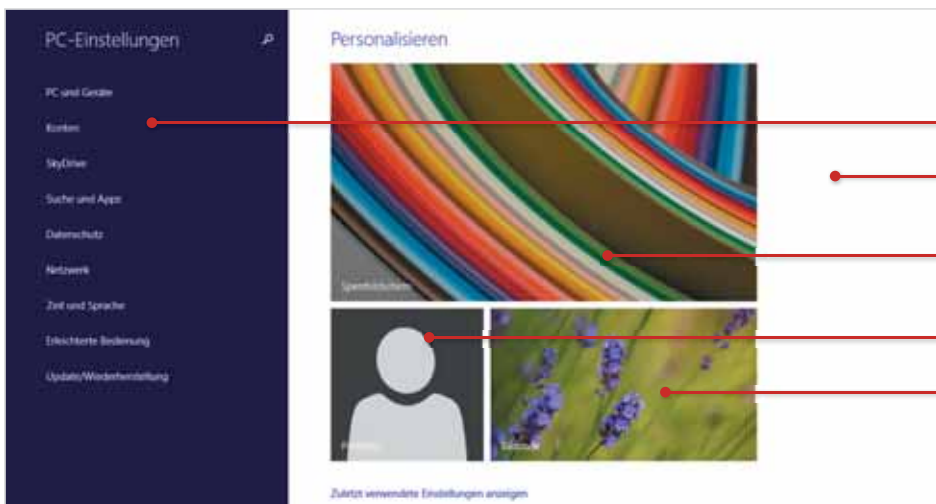 PC-Einstellungen
PC und Geräte
Konten
SkyDrive
Suche und Apps
Datenschutz
Netzwerk
Zeit und Sprache
Erleichterte Bedienung
Update/Wiederherstellung
Personalisieren
Sperrbildschirm
Zuletzt verwendete Einstellungen anzeigen